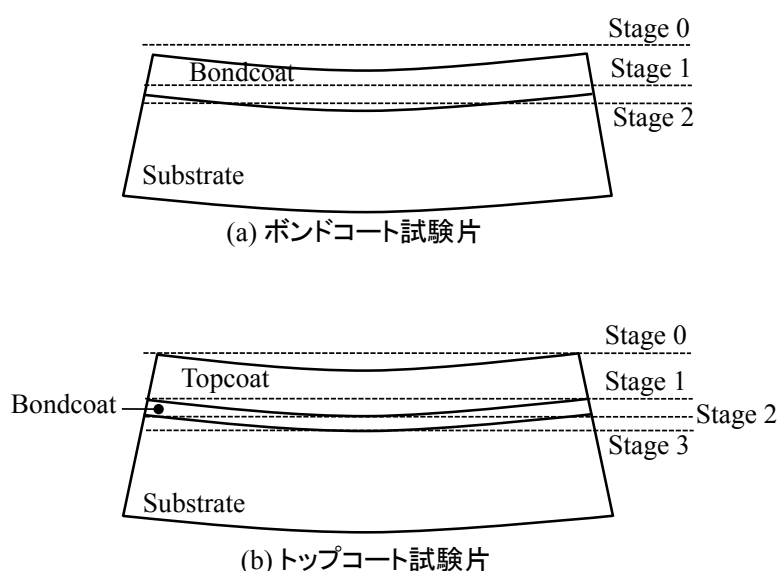 Stage 0
Bondcoat
Stage 1
Stage 2
Substrate
(a) ボンドコート試験片
Stage 0
Topcoat
Stage 1
Bondcoat
Stage 2
Stage 3
Substrate
(b) トップコート試験片